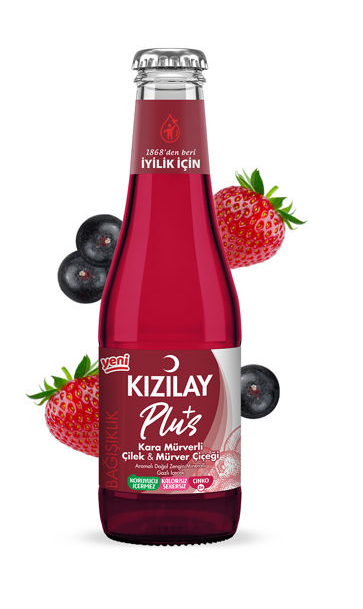 1868'den beri
İYİLİK İÇİN
yeni
KIZILAY
Plus
Kara Mürverli
Çilek & Mürver Çiçeği
Aromalı Doğal Zengin Mineralli
Gazlı İçecek
BAĞIŞIKLIK
KORUYUCU İÇERMEZ
KALORİSİZ ŞEKERSİZ
ÇİNKO